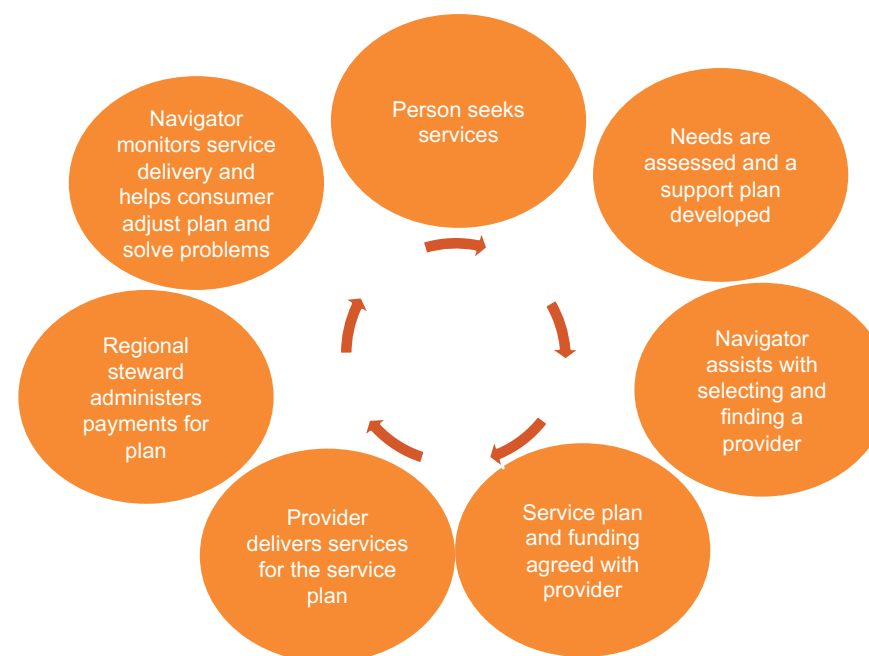 Person seeks
services
Needs are
assessed and a
support plan
developed
Navigator
assists with
selecting and
finding a
provider
Service plan
and funding
agreed with
provider
Provider
delivers services
for the service
plan
Regional
steward
administers
payments for
plan
Navigator
monitors service
delivery and
helps consumer
adjust plan and
solve problems